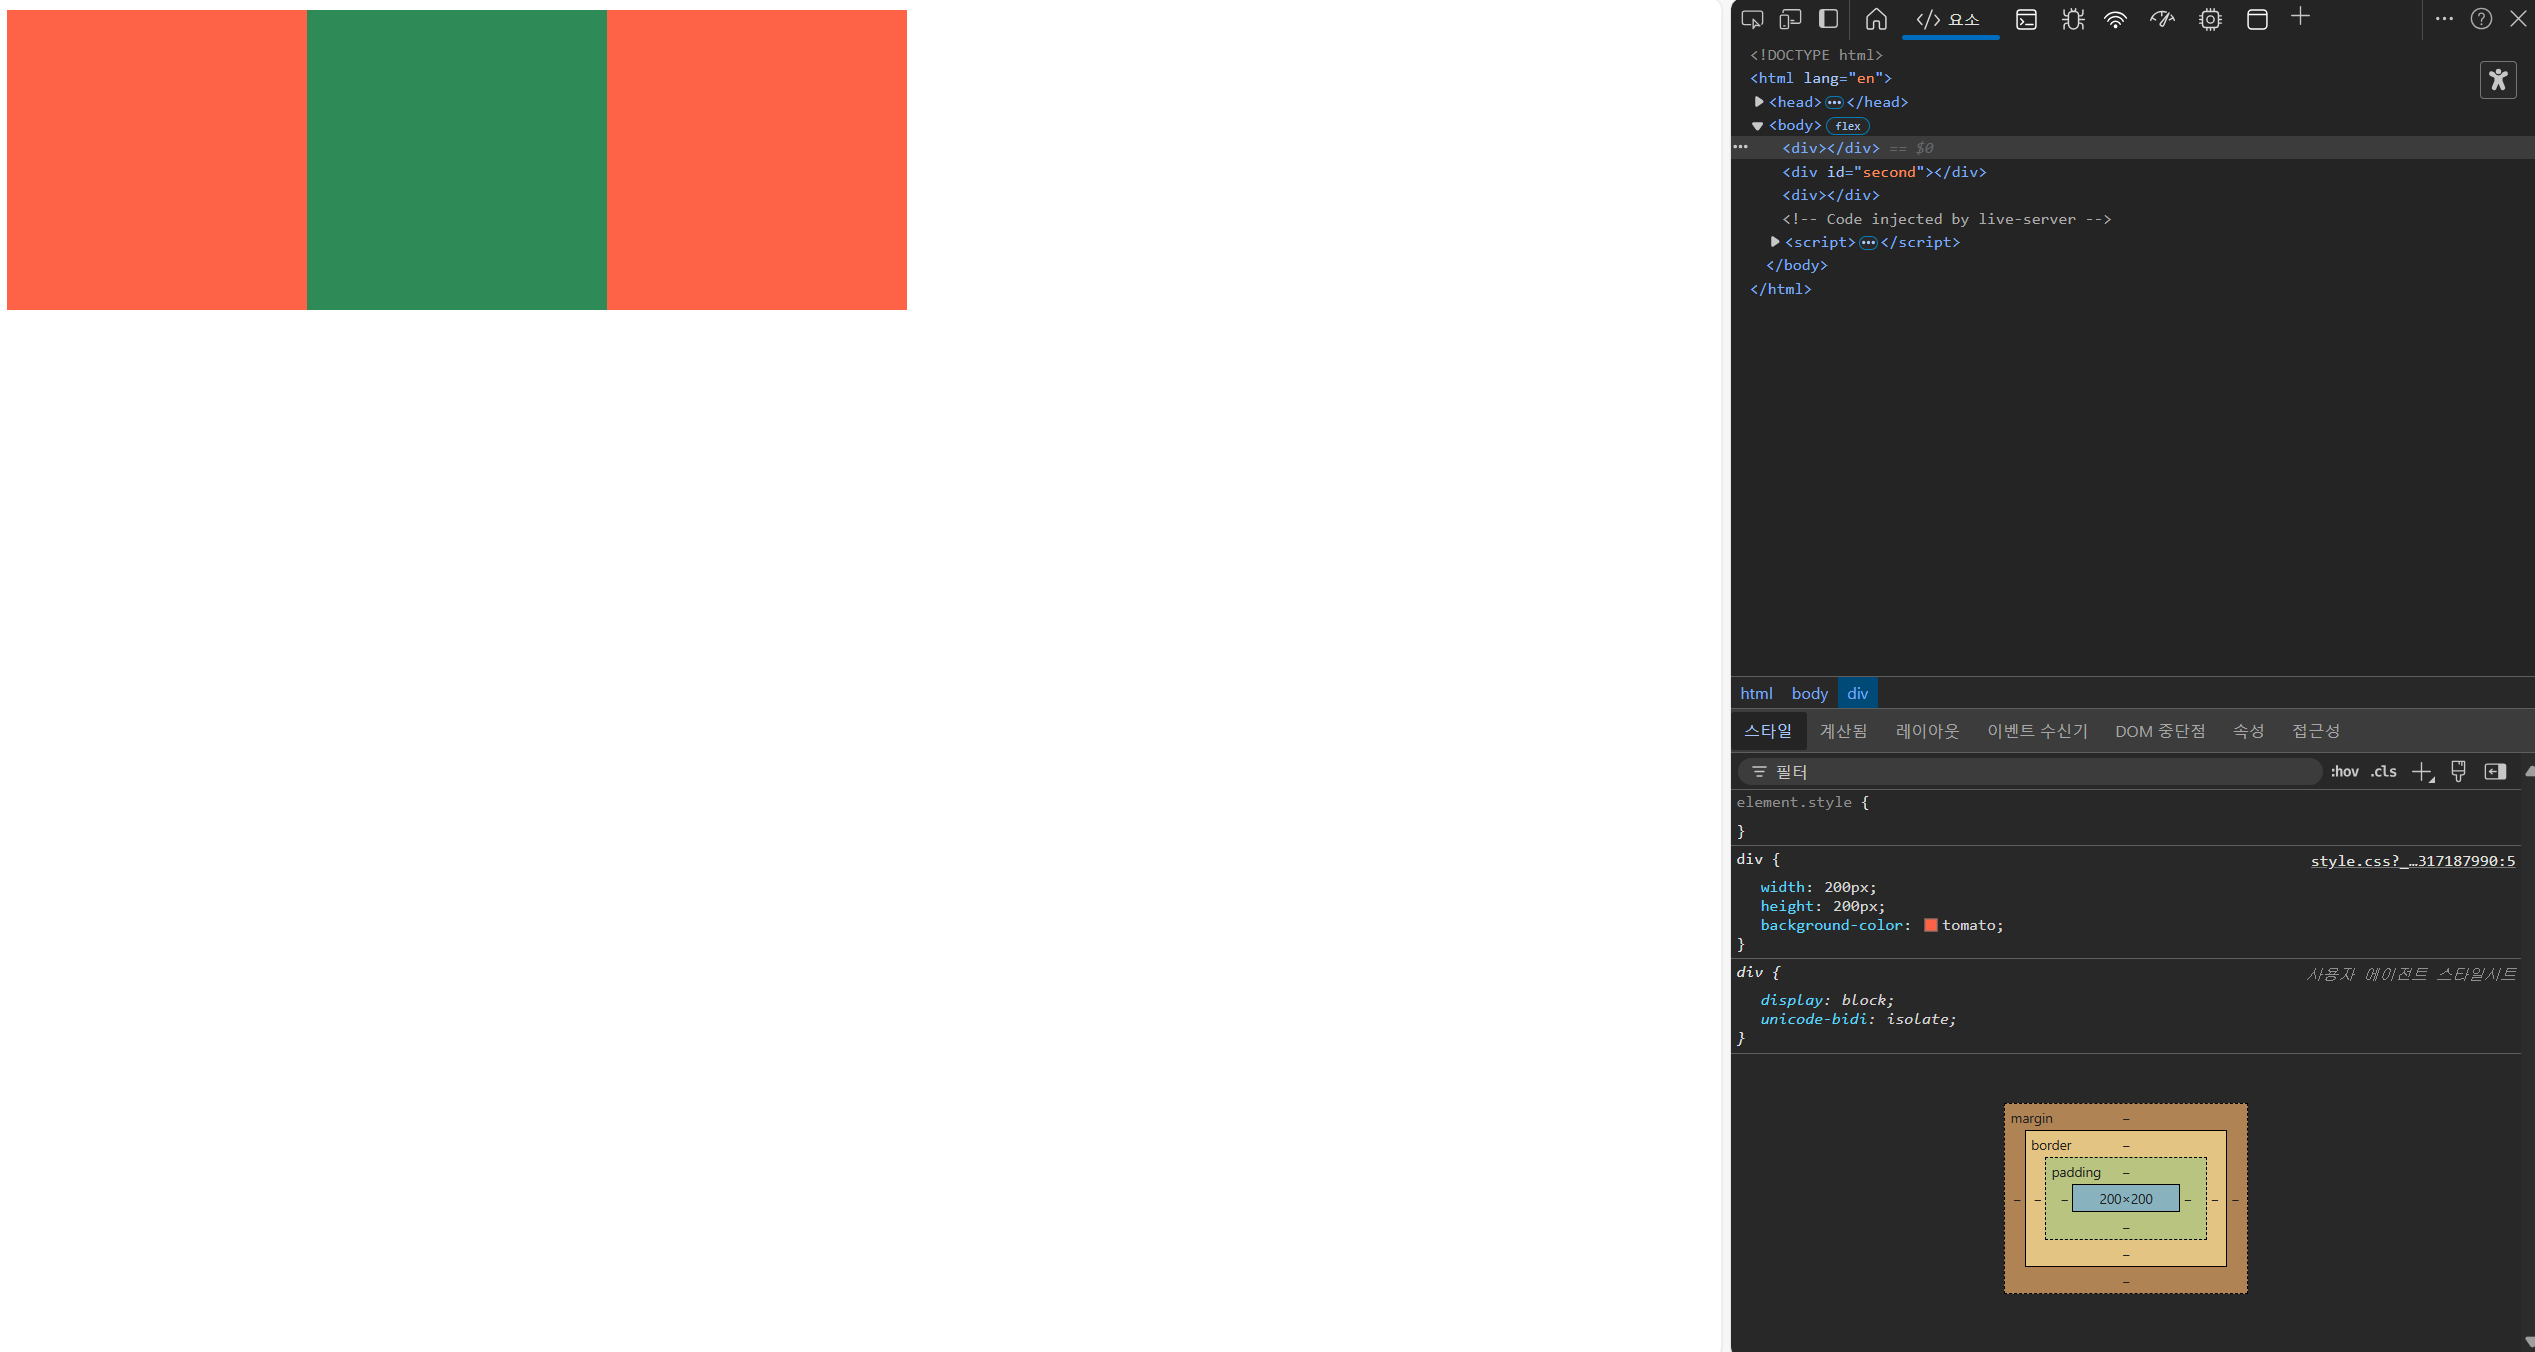 요소
<!DOCTYPE html>
<html lang="en">
<head>•••</head>
<body> flex
••• <div></div> == $0
<div id="second"></div>
<div></div>
<!-- Code injected by live-server -->
<script>•••</script>
</body>
</html>
html body div
스타일 계산됨 레이아웃 이벤트 수신기 DOM 중단점 속성 접근성
필터 :hov .cls
element.style {
}
div { style.css?_…317187990:5
width: 200px;
height: 200px;
background-color: tomato;
}
div { 사용자 에이전트 스타일시트
display: block;
unicode-bidi: isolate;
}
margin –
border –
padding –
– – – 200×200 – – –
–
–
–